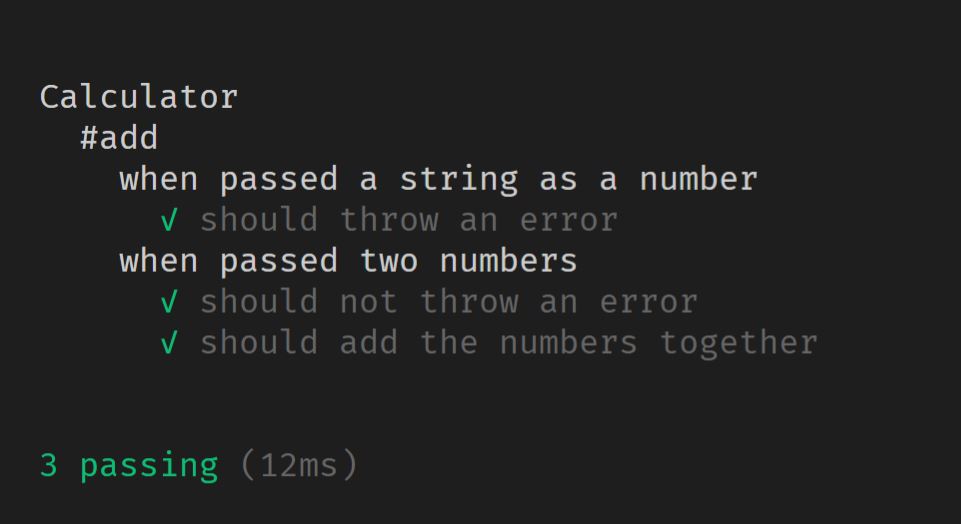 Calculator
#add
when passed a string as a number
√ should throw an error
when passed two numbers
√ should not throw an error
√ should add the numbers together
3 passing (12ms)